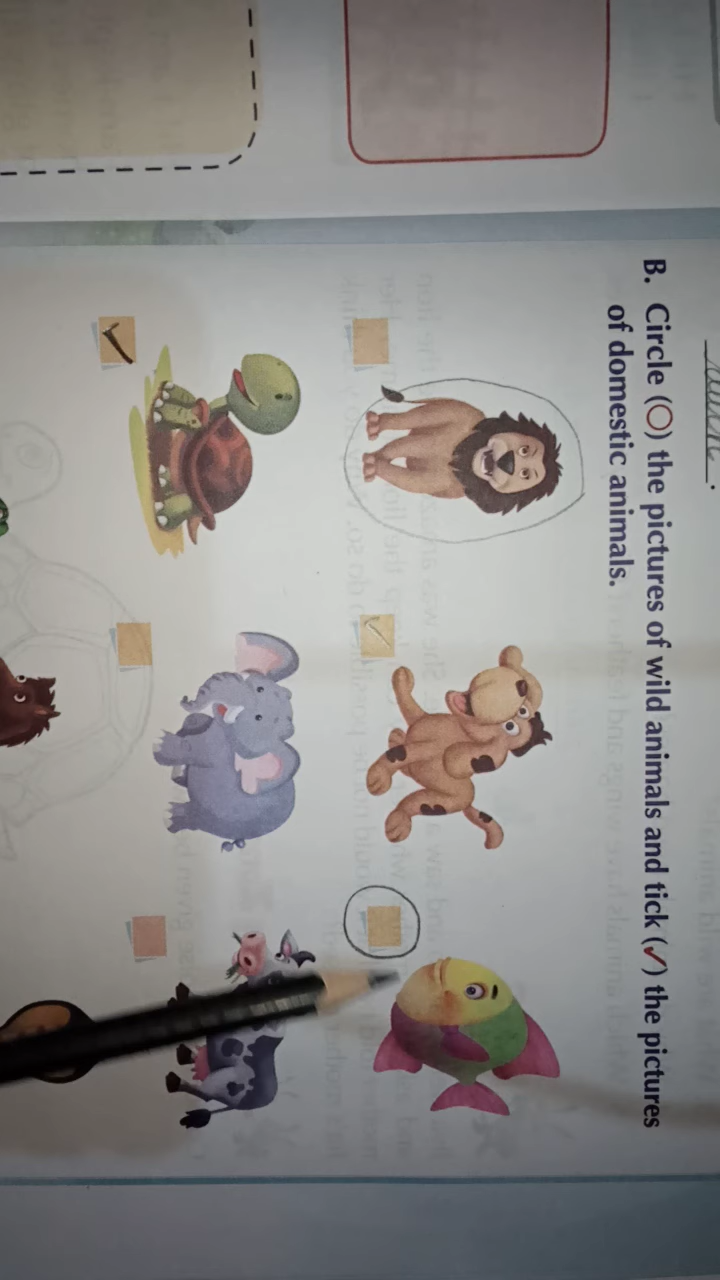 B. Circle (○) the pictures of wild animals and tick (✓) the pictures
of domestic animals.